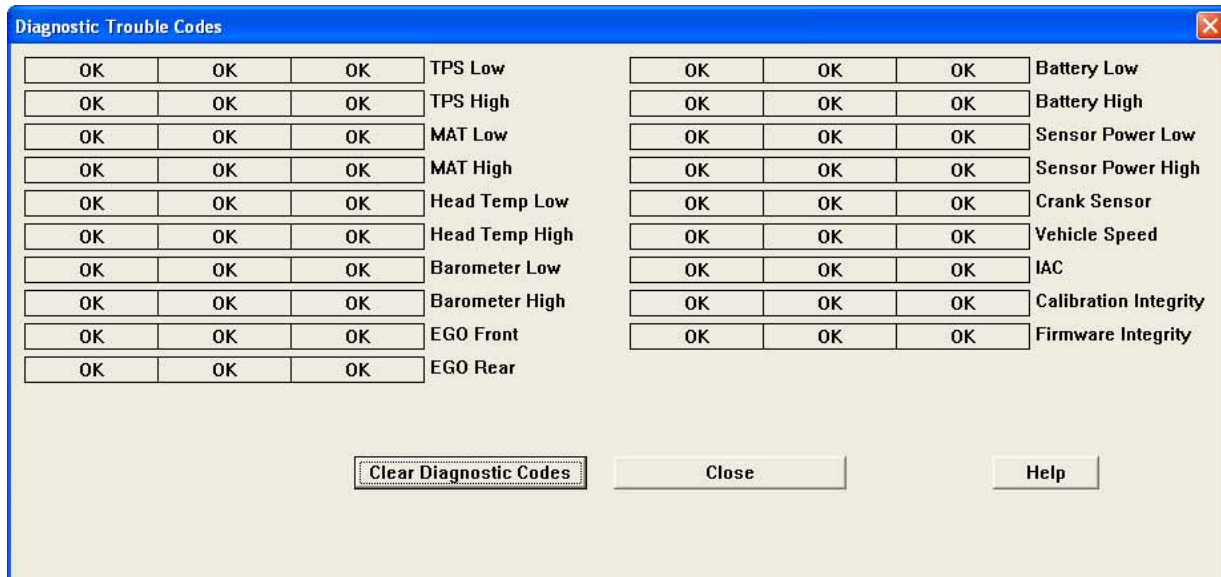 Diagnostic Trouble Codes
OK OK OK TPS Low OK OK OK Battery Low
OK OK OK TPS High OK OK OK Battery High
OK OK OK MAT Low OK OK OK Sensor Power Low
OK OK OK MAT High OK OK OK Sensor Power High
OK OK OK Head Temp Low OK OK OK Crank Sensor
OK OK OK Head Temp High OK OK OK Vehicle Speed
OK OK OK Barometer Low OK OK OK IAC
OK OK OK Barometer High OK OK OK Calibration Integrity
OK OK OK EGO Front OK OK OK Firmware Integrity
OK OK OK EGO Rear
Clear Diagnostic Codes Close Help